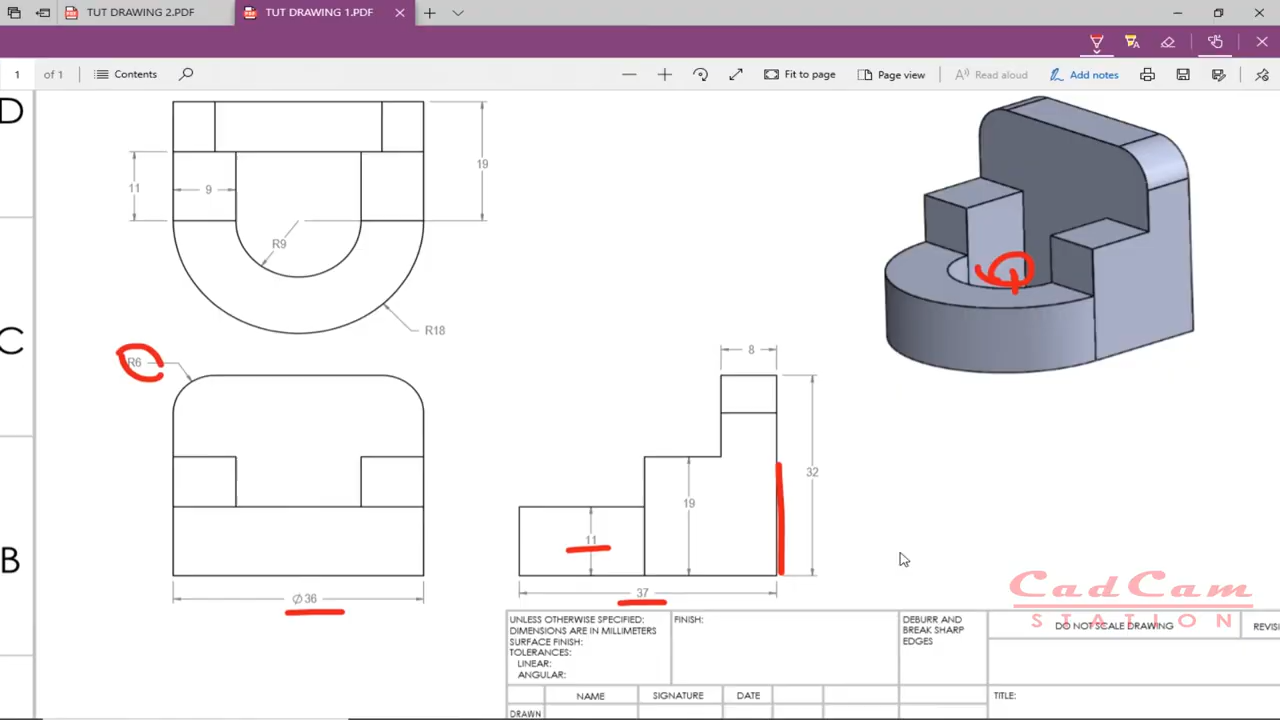 TUT DRAWING 2.PDF
TUT DRAWING 1.PDF
1 of 1
Contents
Fit to page
Page view
Read aloud
Add notes
D
C
B
11
9
19
R9
R18
R6
8
32
19
11
⌀36
37
CadCam
STATION
UNLESS OTHERWISE SPECIFIED:
DIMENSIONS ARE IN MILLIMETERS
SURFACE FINISH:
TOLERANCES:
LINEAR:
ANGULAR:
FINISH:
DEBURR AND
BREAK SHARP
EDGES
DO NOT SCALE DRAWING
NAME
SIGNATURE
DATE
TITLE:
DRAWN